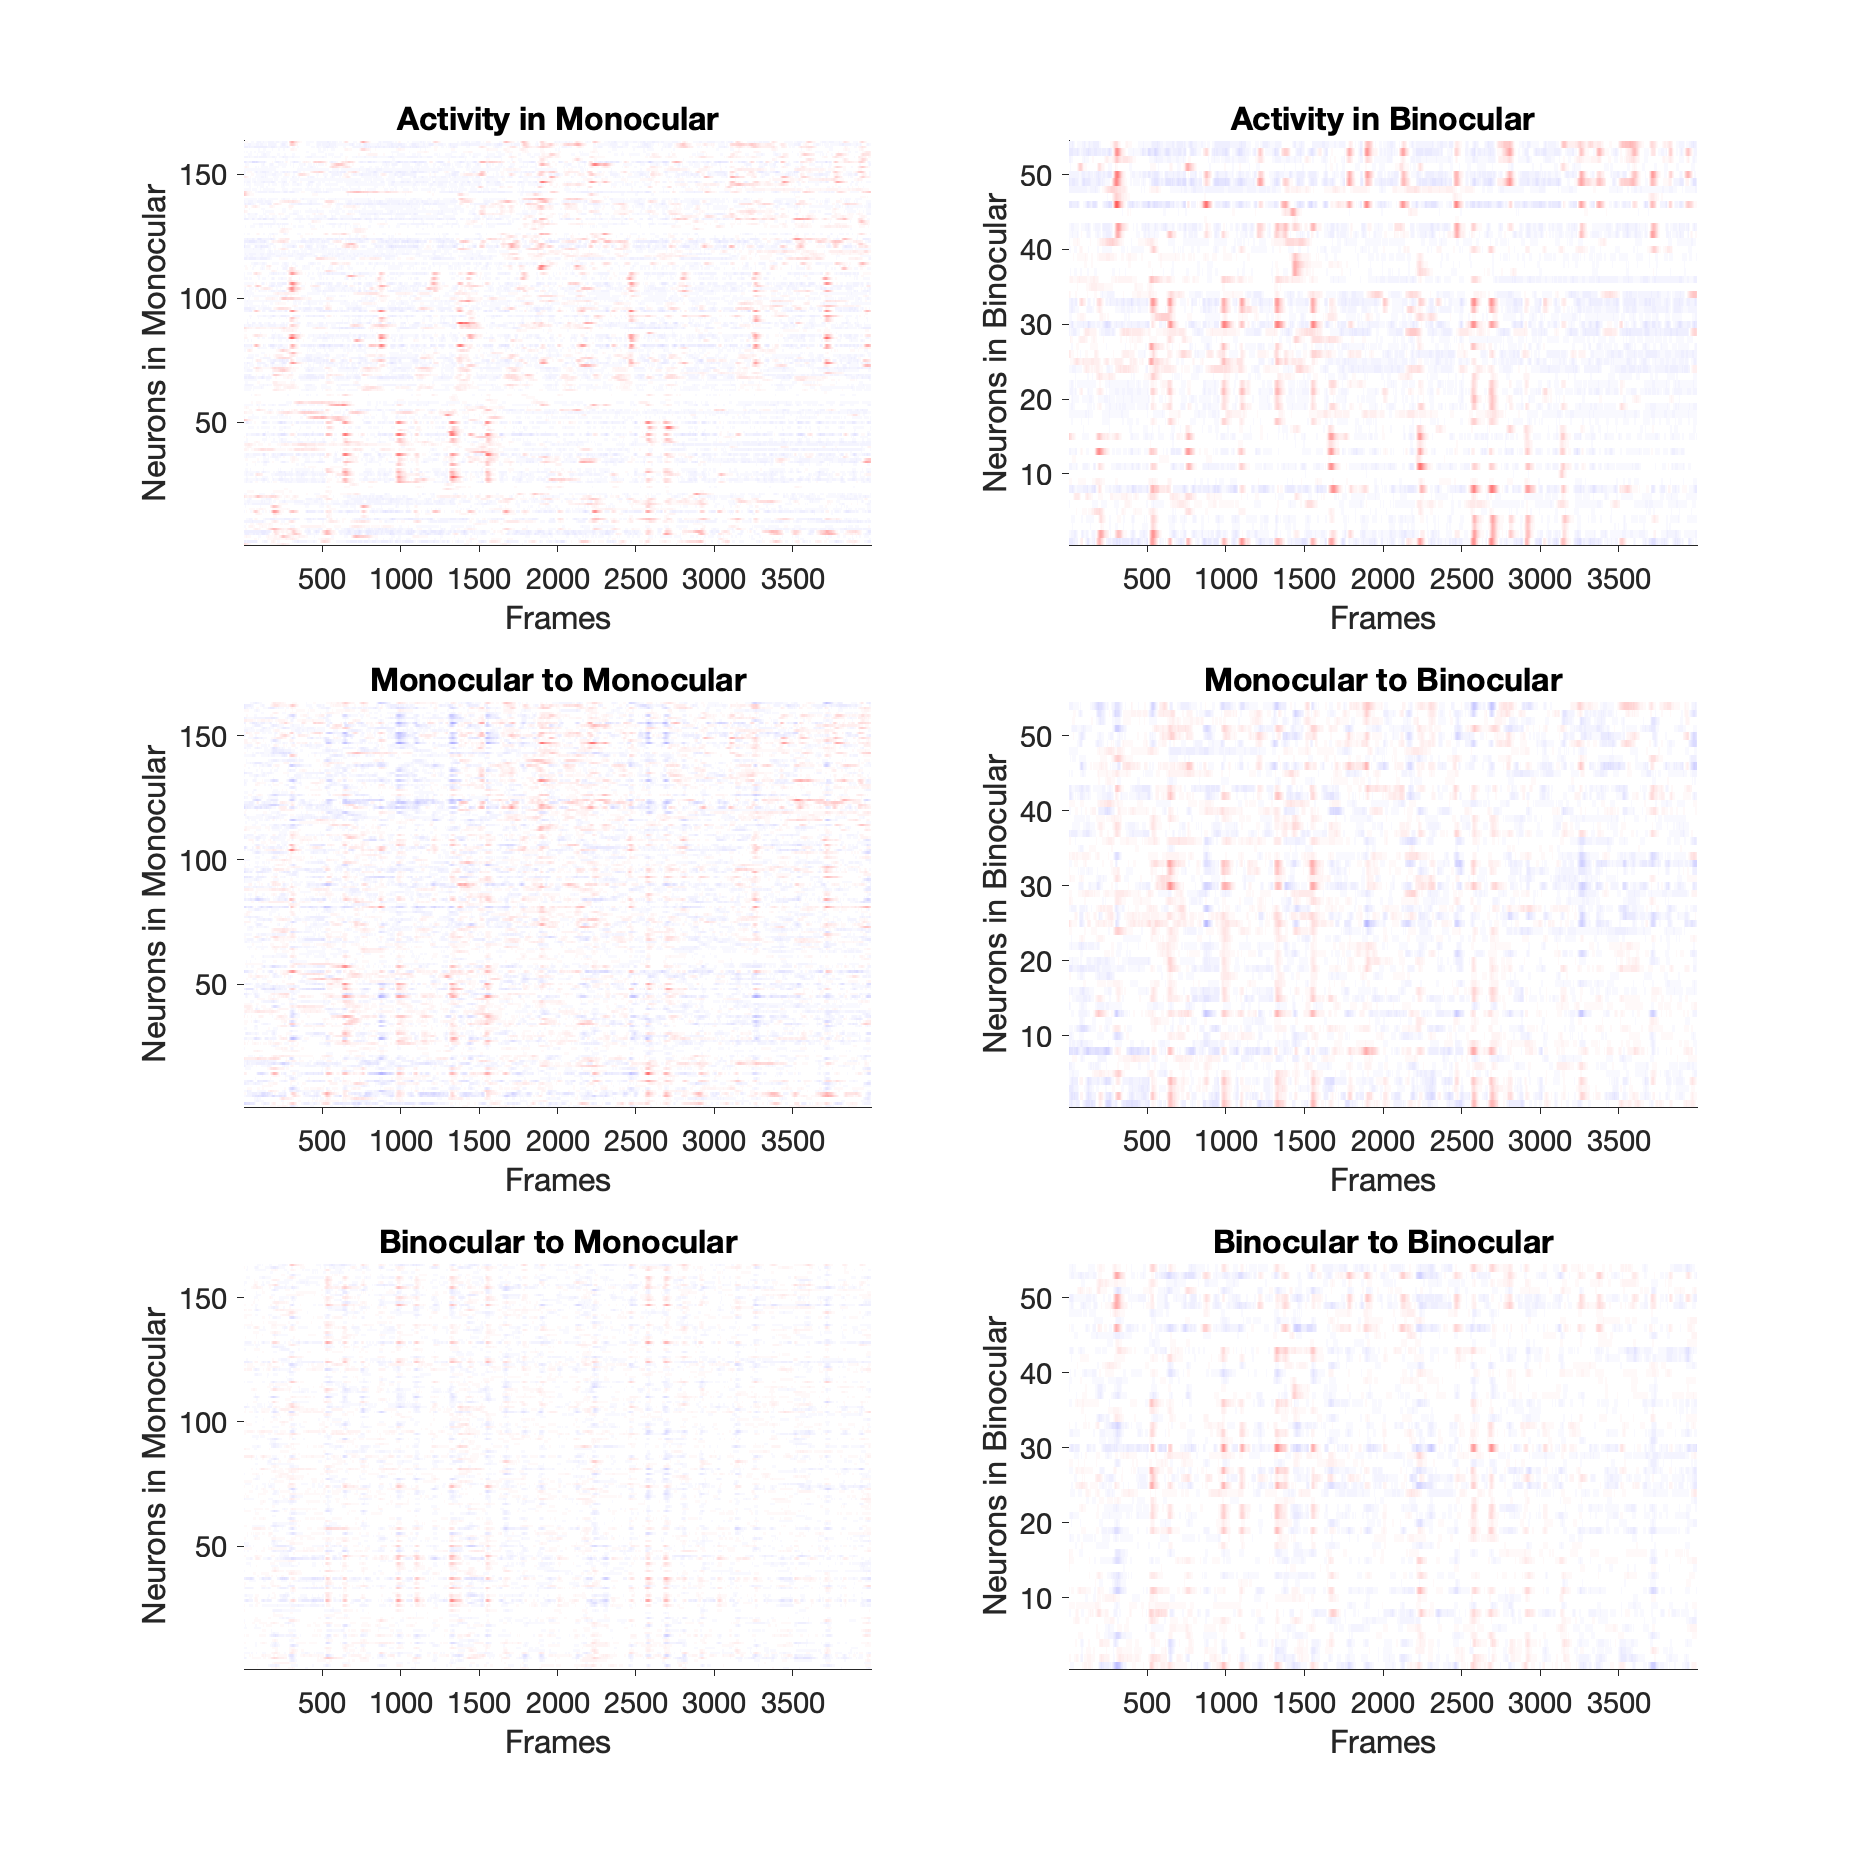 Activity in Monocular
Neurons in Monocular
150
100
50
500 1000 1500 2000 2500 3000 3500
Frames
Activity in Binocular
Neurons in Binocular
50
40
30
20
10
500 1000 1500 2000 2500 3000 3500
Frames
Monocular to Monocular
Neurons in Monocular
150
100
50
500 1000 1500 2000 2500 3000 3500
Frames
Monocular to Binocular
Neurons in Binocular
50
40
30
20
10
500 1000 1500 2000 2500 3000 3500
Frames
Binocular to Monocular
Neurons in Monocular
150
100
50
500 1000 1500 2000 2500 3000 3500
Frames
Binocular to Binocular
Neurons in Binocular
50
40
30
20
10
500 1000 1500 2000 2500 3000 3500
Frames